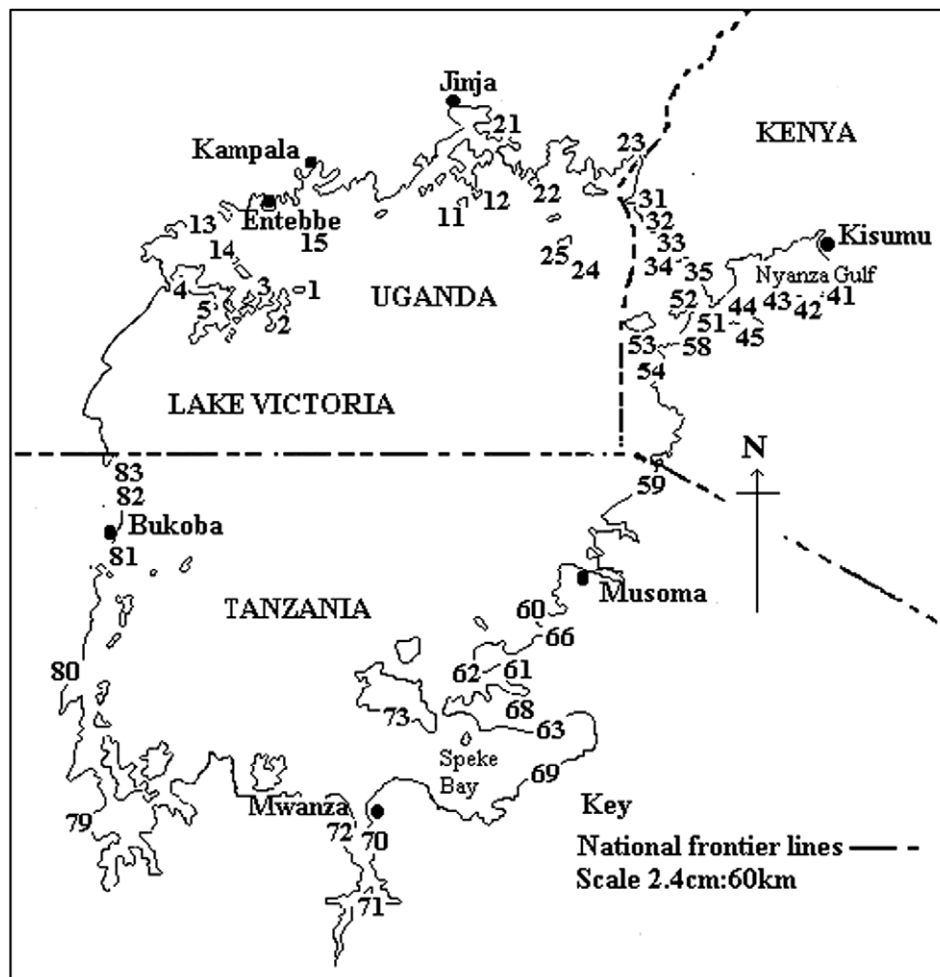 Jinja
21
KENYA
23
Kampala
22
12
11
31
Entebbe
13
32
15
33
Kisumu
14
25
34
24
35
Nyanza Gulf
4
3
1
UGANDA
52
44
43
41
5
2
51
42
53
58
45
54
LAKE VICTORIA
N
83
59
82
Bukoba
81
Musoma
TANZANIA
60
66
80
62
61
68
73
63
Speke
Bay
69
Key
Mwanza
79
72
70
National frontier lines
Scale 2.4cm:60km
71